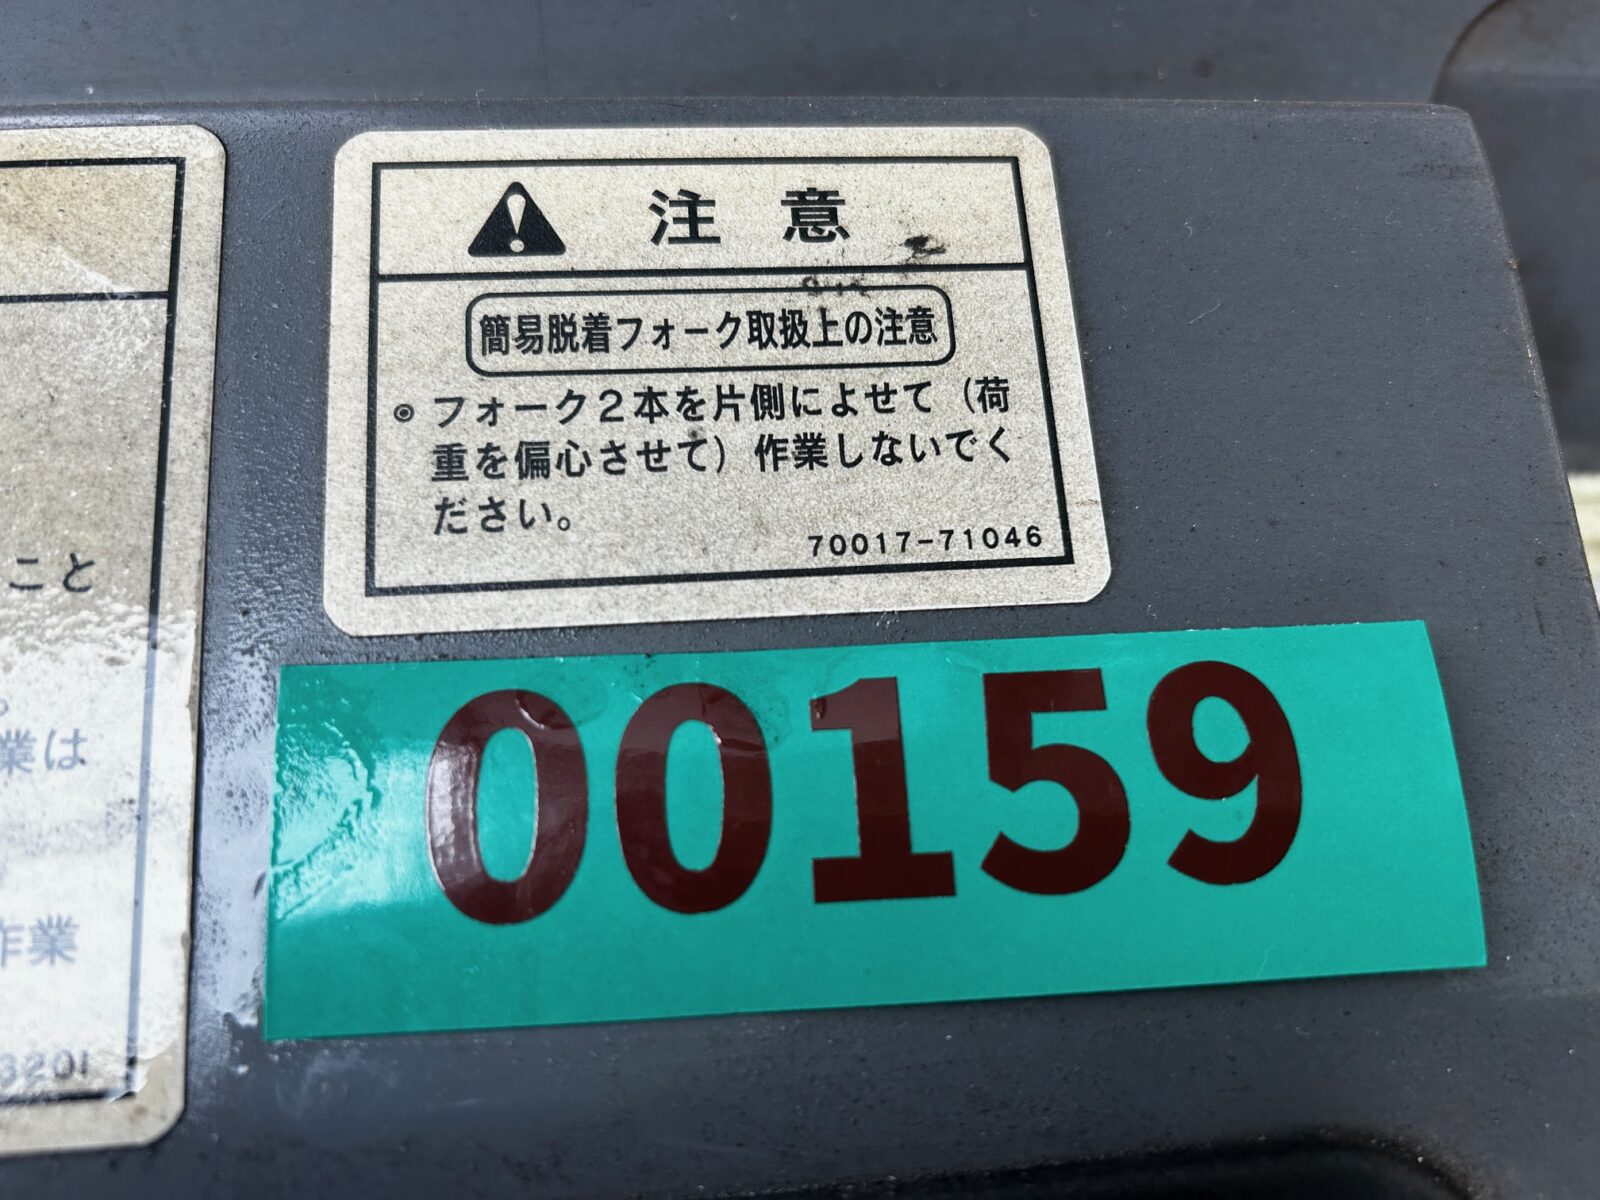 注意
簡易脱着フォーク取扱上の注意
◎フォーク2本を片側によせて（荷
重を偏心させて）作業しないでく
ださい。
70017-71046
00159
こと
。
業は
作業
3201